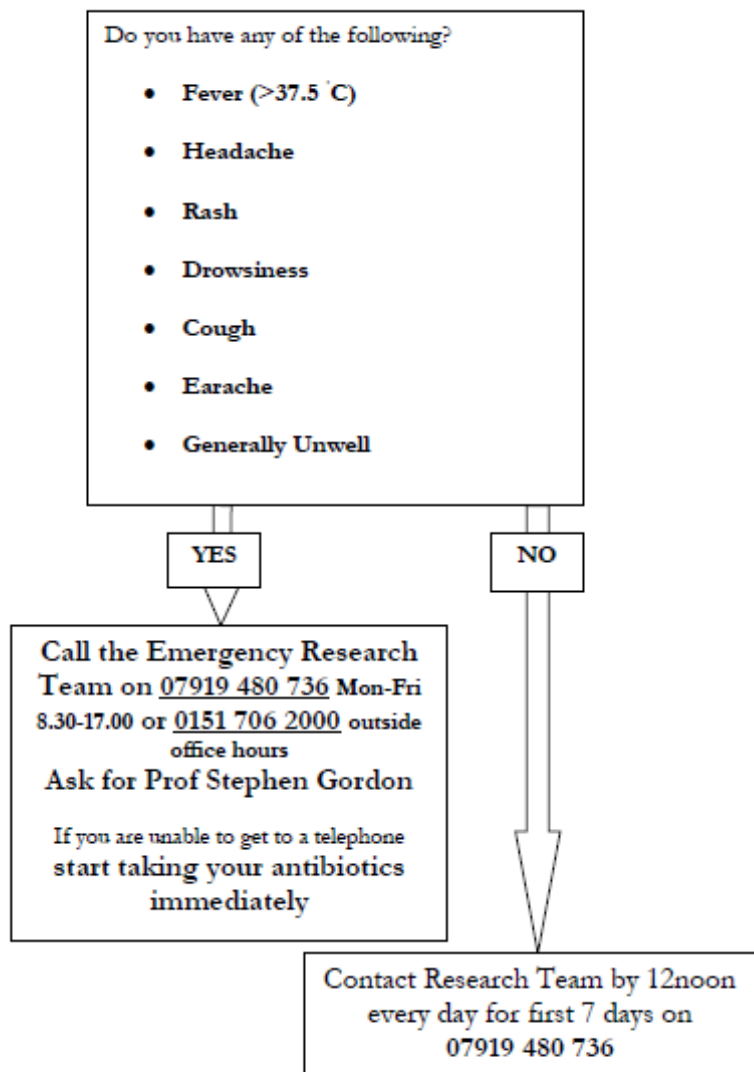 Do you have any of the following?
• Fever (>37.5 °C)
• Headache
• Rash
• Drowsiness
• Cough
• Earache
• Generally Unwell
YES
NO
Call the Emergency Research
Team on 07919 480 736 Mon-Fri
8.30-17.00 or 0151 706 2000 outside
office hours
Ask for Prof Stephen Gordon
If you are unable to get to a telephone
start taking your antibiotics
immediately
Contact Research Team by 12noon
every day for first 7 days on
07919 480 736